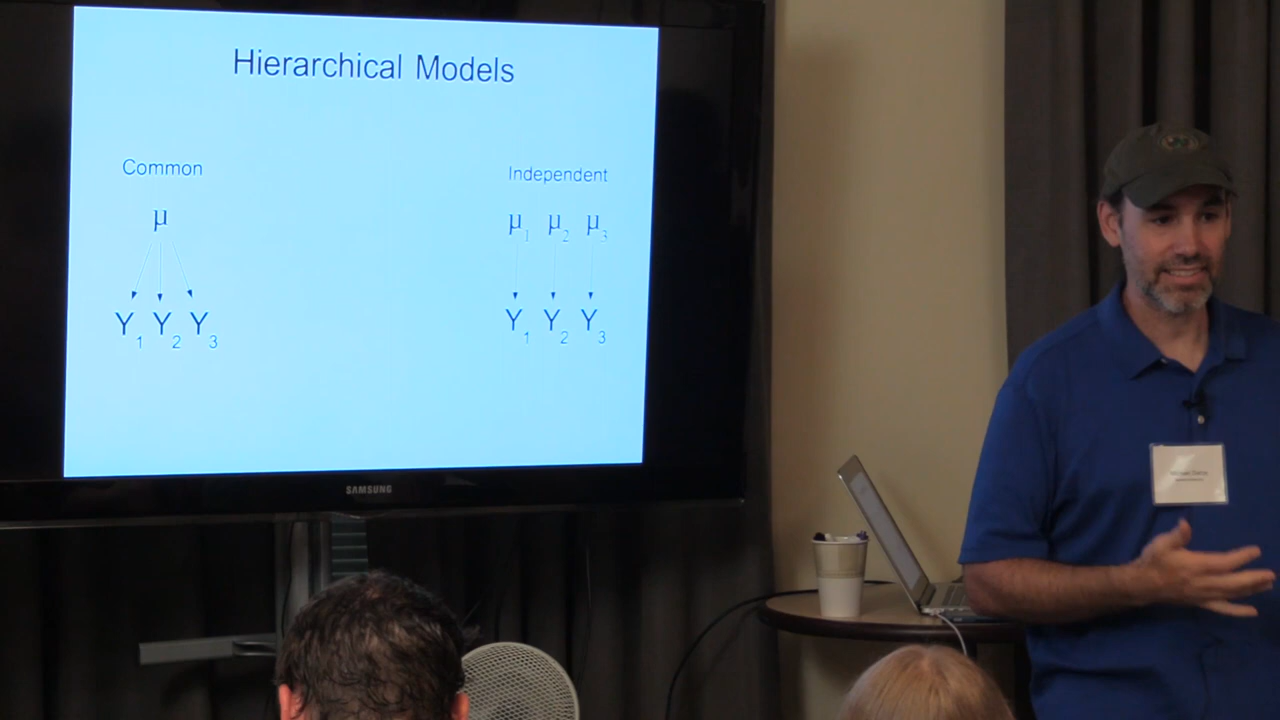 Hierarchical Models
Common
Independent
μ
μ1 μ2 μ3
Y1 Y2 Y3
Y1 Y2 Y3
SAMSUNG